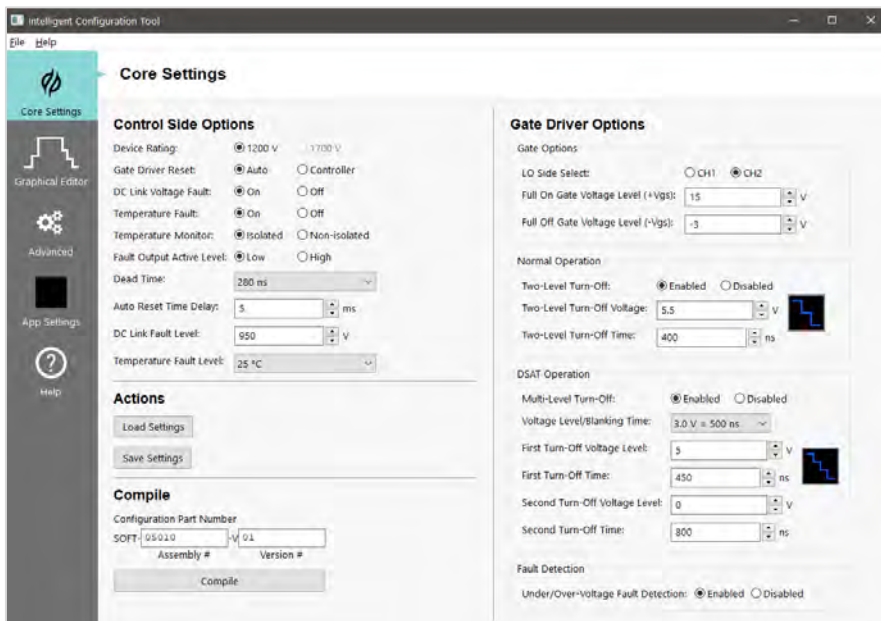 Intelligent Configuration Tool
File Help
Core Settings
Graphical Editor
Advanced
App Settings
Help
Core Settings
Control Side Options
Device Rating: 1200 V 1700 V
Gate Driver Reset: Auto Controller
DC Link Voltage Fault: On Off
Temperature Fault: On Off
Temperature Monitor: Isolated Non-isolated
Fault Output Active Level: Low High
Dead Time: 280 ns
Auto Reset Time Delay: 5 ms
DC Link Fault Level: 950 V
Temperature Fault Level: 25 °C
Actions
Load Settings
Save Settings
Compile
Configuration Part Number
SOFT- 05020 -V 01
Assembly # Version #
Compile
Gate Driver Options
Gate Options
LO Side Select: CH1 CH2
Full On Gate Voltage Level (+Vgs): 15 V
Full Off Gate Voltage Level (-Vgs): -3 V
Normal Operation
Two-Level Turn-Off: Enabled Disabled
Two-Level Turn-Off Voltage: 5.5 V
Two-Level Turn-Off Time: 400 ns
DSAT Operation
Multi-Level Turn-Off: Enabled Disabled
Voltage Level/Blanking Time: 3.0 V = 500 ns
First Turn-Off Voltage Level: 5 V
First Turn-Off Time: 450 ns
Second Turn-Off Voltage Level: 0 V
Second Turn-Off Time: 800 ns
Fault Detection
Under/Over-Voltage Fault Detection: Enabled Disabled